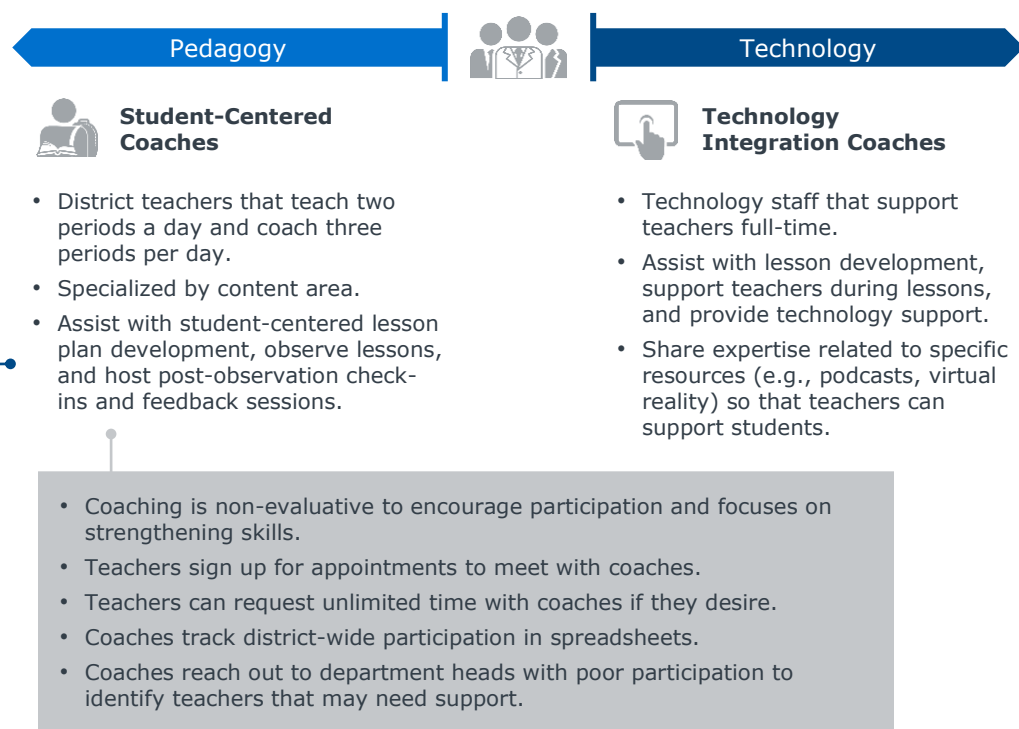 Pedagogy
Technology
Student-Centered
Coaches
• District teachers that teach two
periods a day and coach three
periods per day.
• Specialized by content area.
• Assist with student-centered lesson
plan development, observe lessons,
and host post-observation check-
ins and feedback sessions.
Technology
Integration Coaches
• Technology staff that support
teachers full-time.
• Assist with lesson development,
support teachers during lessons,
and provide technology support.
• Share expertise related to specific
resources (e.g., podcasts, virtual
reality) so that teachers can
support students.
• Coaching is non-evaluative to encourage participation and focuses on
strengthening skills.
• Teachers sign up for appointments to meet with coaches.
• Teachers can request unlimited time with coaches if they desire.
• Coaches track district-wide participation in spreadsheets.
• Coaches reach out to department heads with poor participation to
identify teachers that may need support.